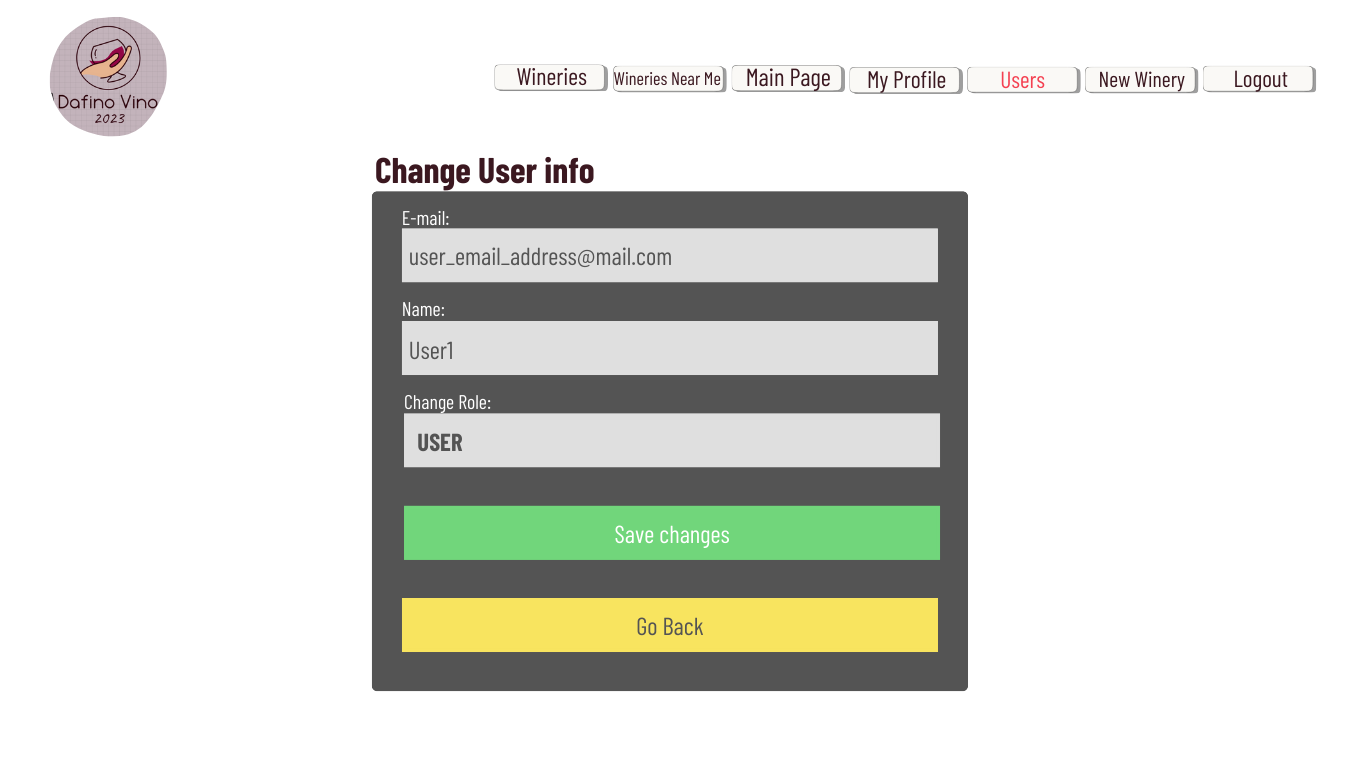 Dafino Vino
2023
Wineries
Wineries Near Me
Main Page
My Profile
Users
New Winery
Logout
Change User info
E-mail:
user_email_address@mail.com
Name:
User1
Change Role:
USER
Save changes
Go Back